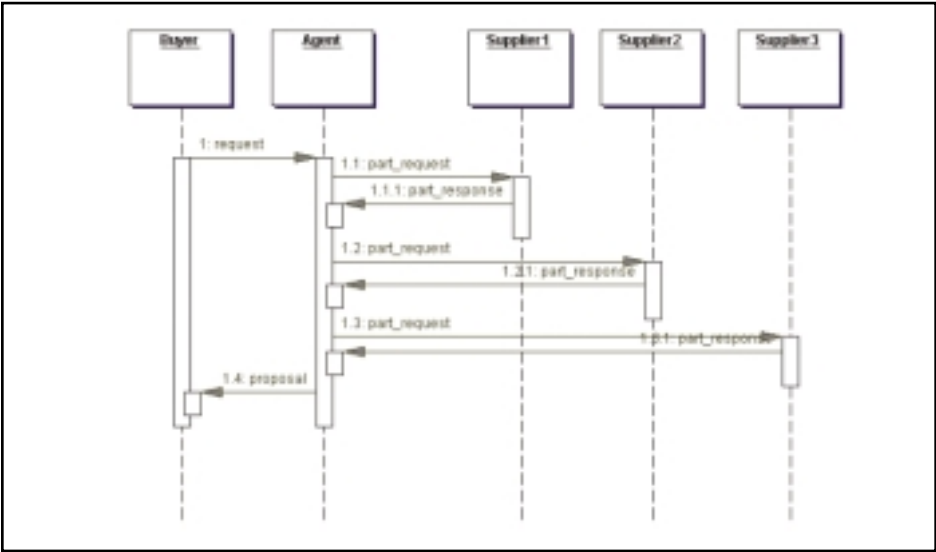 Buyer
Agent
Supplier1
Supplier2
Supplier3
1: request
1.1: part_request
1.1.1: part_response
1.2: part_request
1.2.1: part_response
1.3: part_request
1.3.1: part_response
1.4: proposal